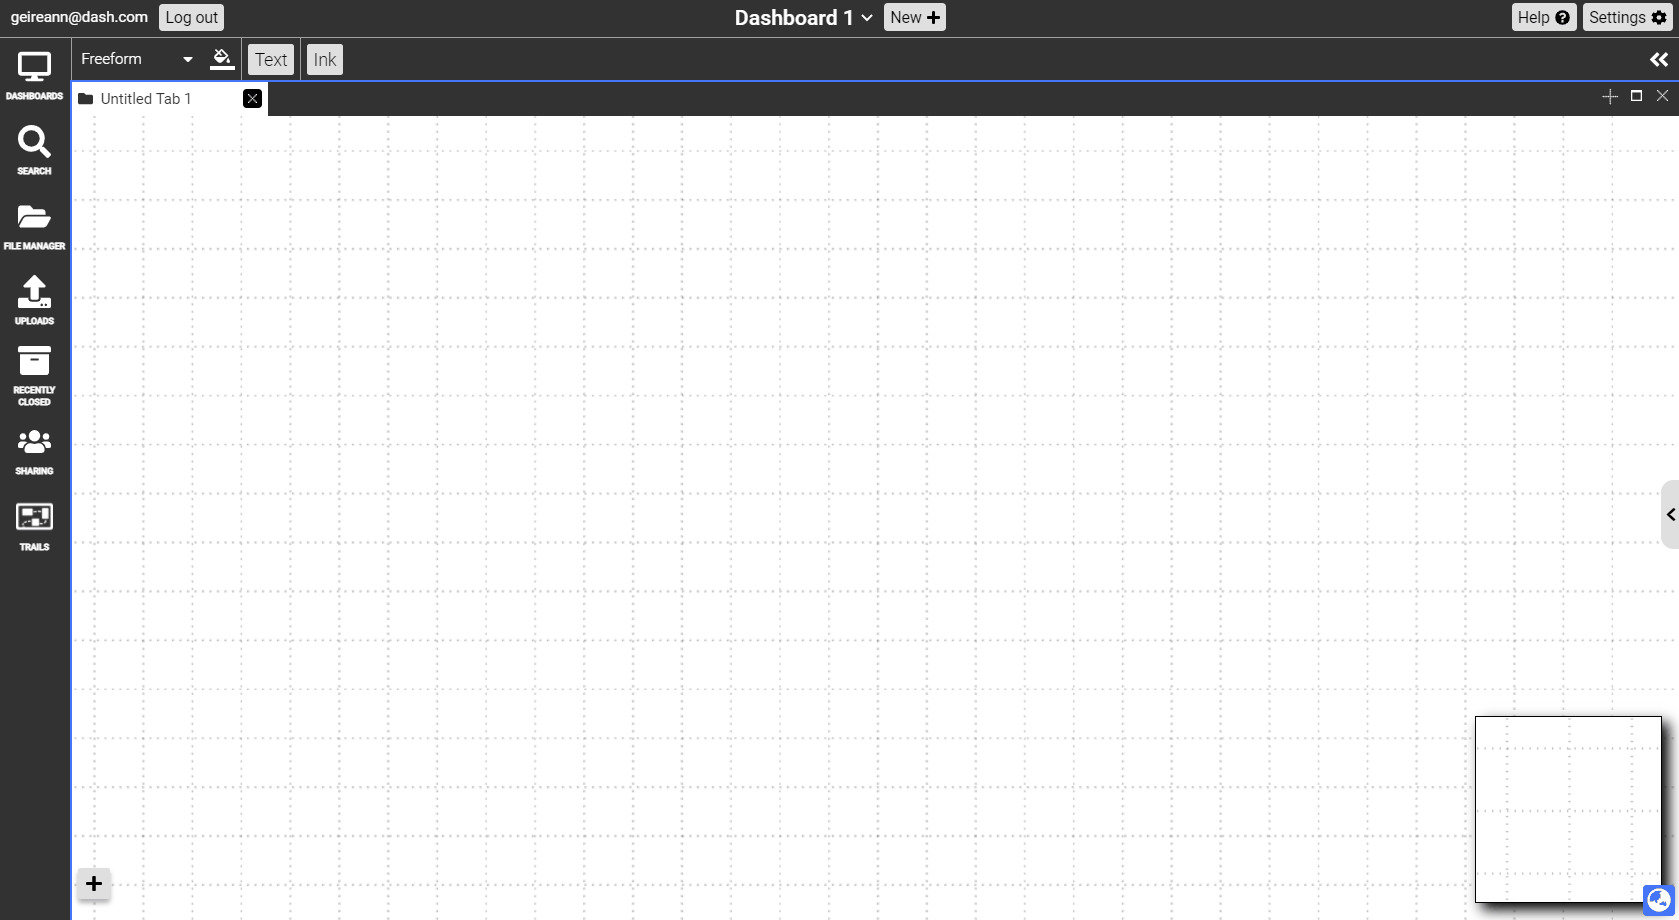 geireann@dash.com Log out Dashboard 1 New Help Settings
Freeform Text Ink
Untitled Tab 1
DASHBOARDS
SEARCH
FILE MANAGER
UPLOADS
RECENTLY
CLOSED
SHARING
TRAILS